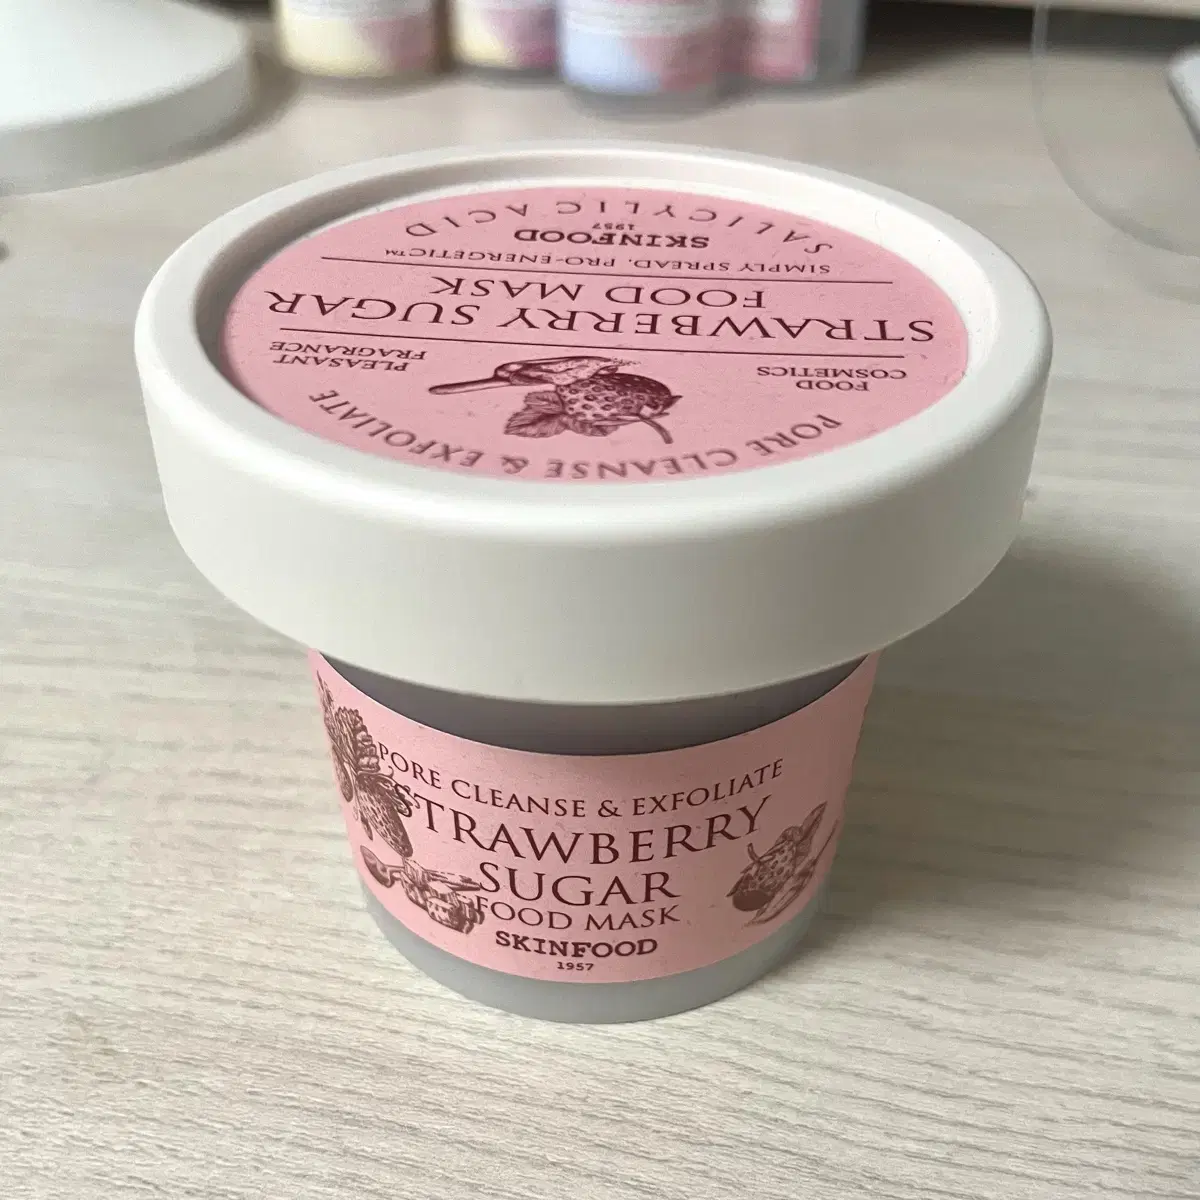 SALICYLIC ACID
1957
SKINFOOD
SIMPLY SPREAD, PRO-ENERGETIC™
STRAWBERRY SUGAR
FOOD MASK
PLEASANT
FRAGRANCE
FOOD
COSMETICS
PORE CLEANSE & EXFOLIATE
PORE CLEANSE & EXFOLIATE
STRAWBERRY
SUGAR
FOOD MASK
SKINFOOD
1957